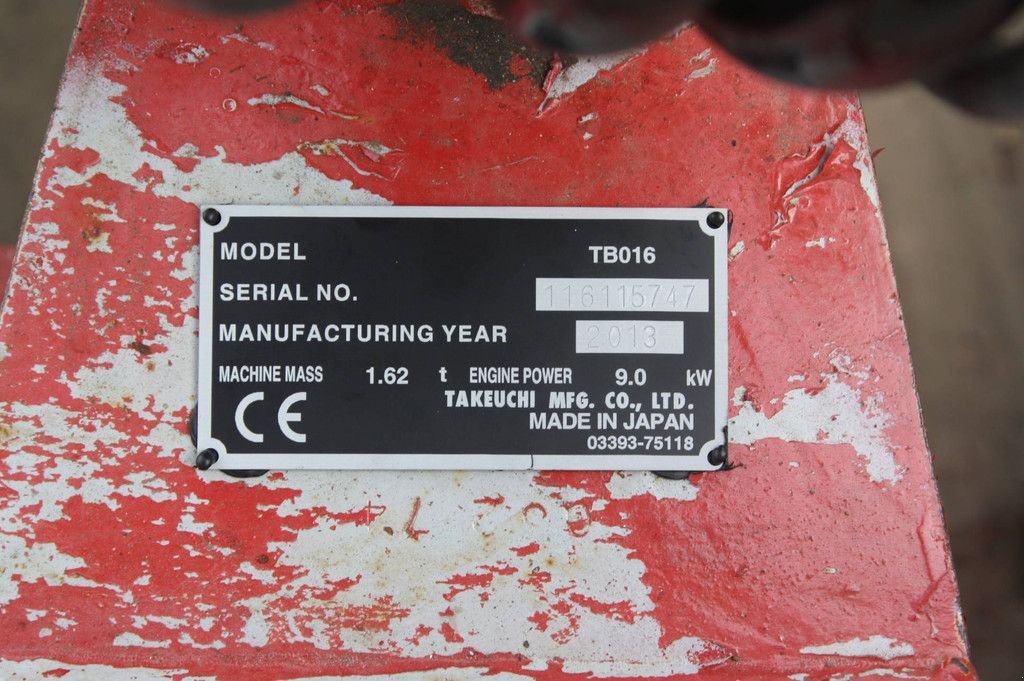 MODEL TB016
SERIAL NO. 116115747
MANUFACTURING YEAR 2013
MACHINE MASS 1.62 t ENGINE POWER 9.0 kW
TAKEUCHI MFG. CO., LTD.
CE MADE IN JAPAN
03393-75118